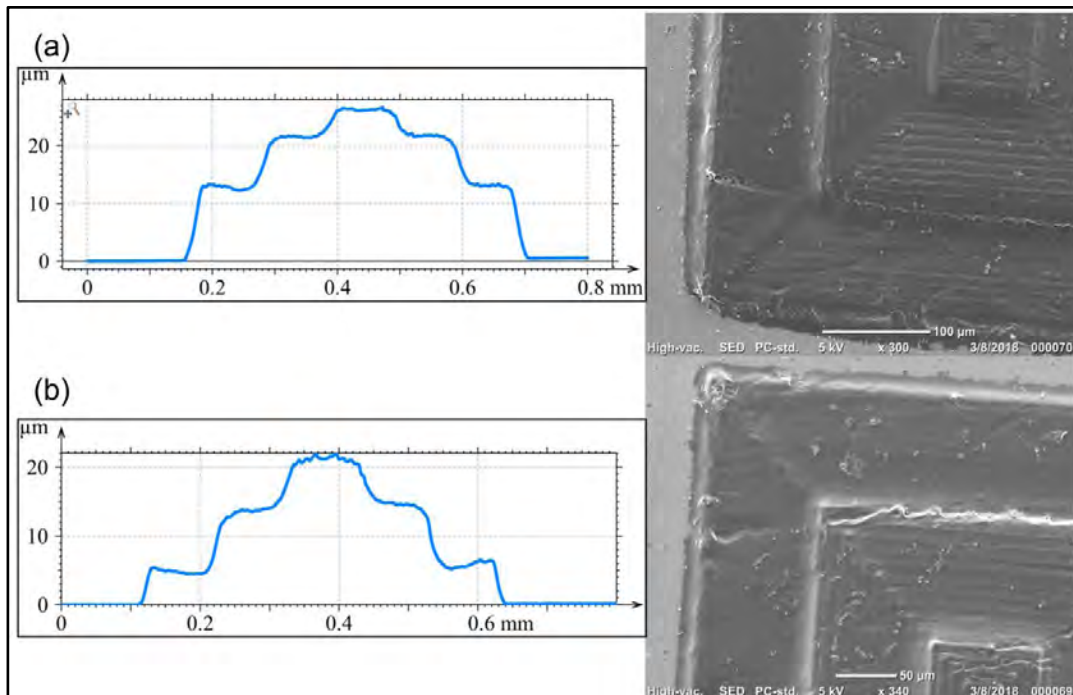 (a)
µm
20
10
0
0 0.2 0.4 0.6 0.8 mm
100 µm
High-vac. SED PC-std. 5 kV x 300 3/8/2018 000070
(b)
µm
20
10
0
0 0.2 0.4 0.6 mm
50 µm
High-vac. SED PC-std. 5 kV x 340 3/8/2018 000069